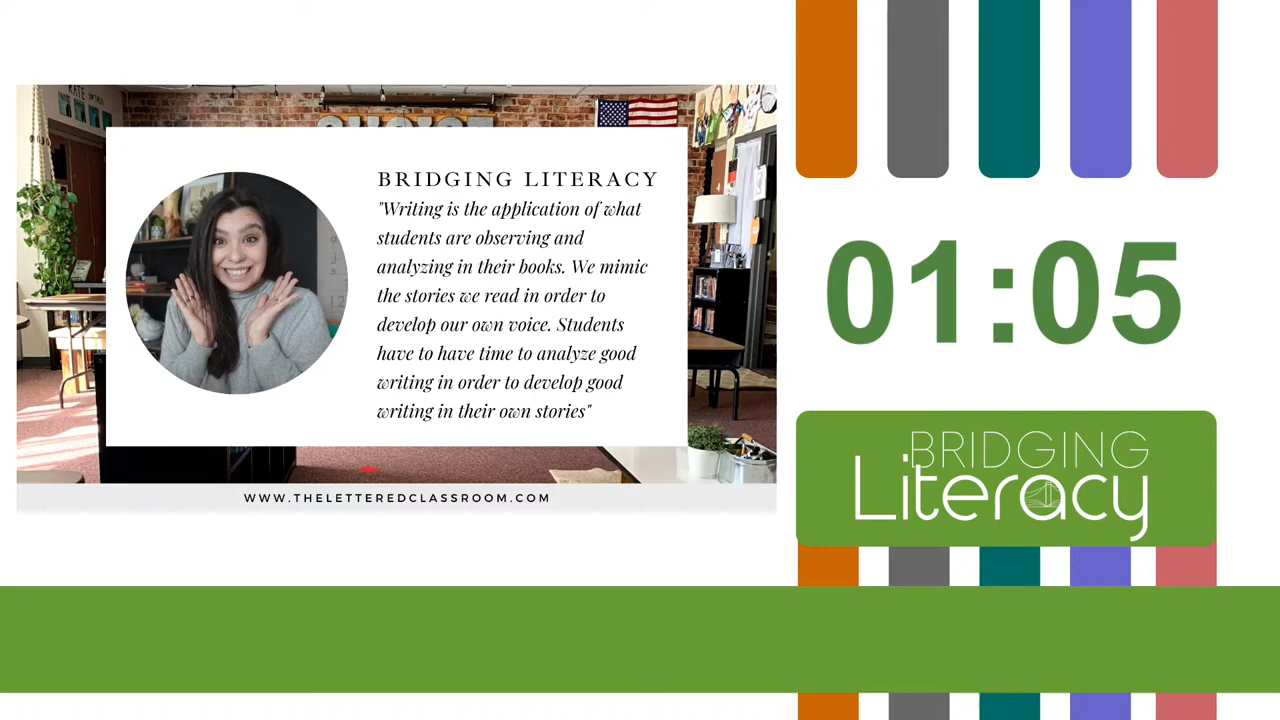 BRIDGING LITERACY
"Writing is the application of what
students are observing and
analyzing in their books. We mimic
the stories we read in order to
develop our own voice. Students
have to have time to analyze good
writing in order to develop good
writing in their own stories"
WWW.THELETTEREDCLASSROOM.COM
01:05
BRIDGING
Literacy